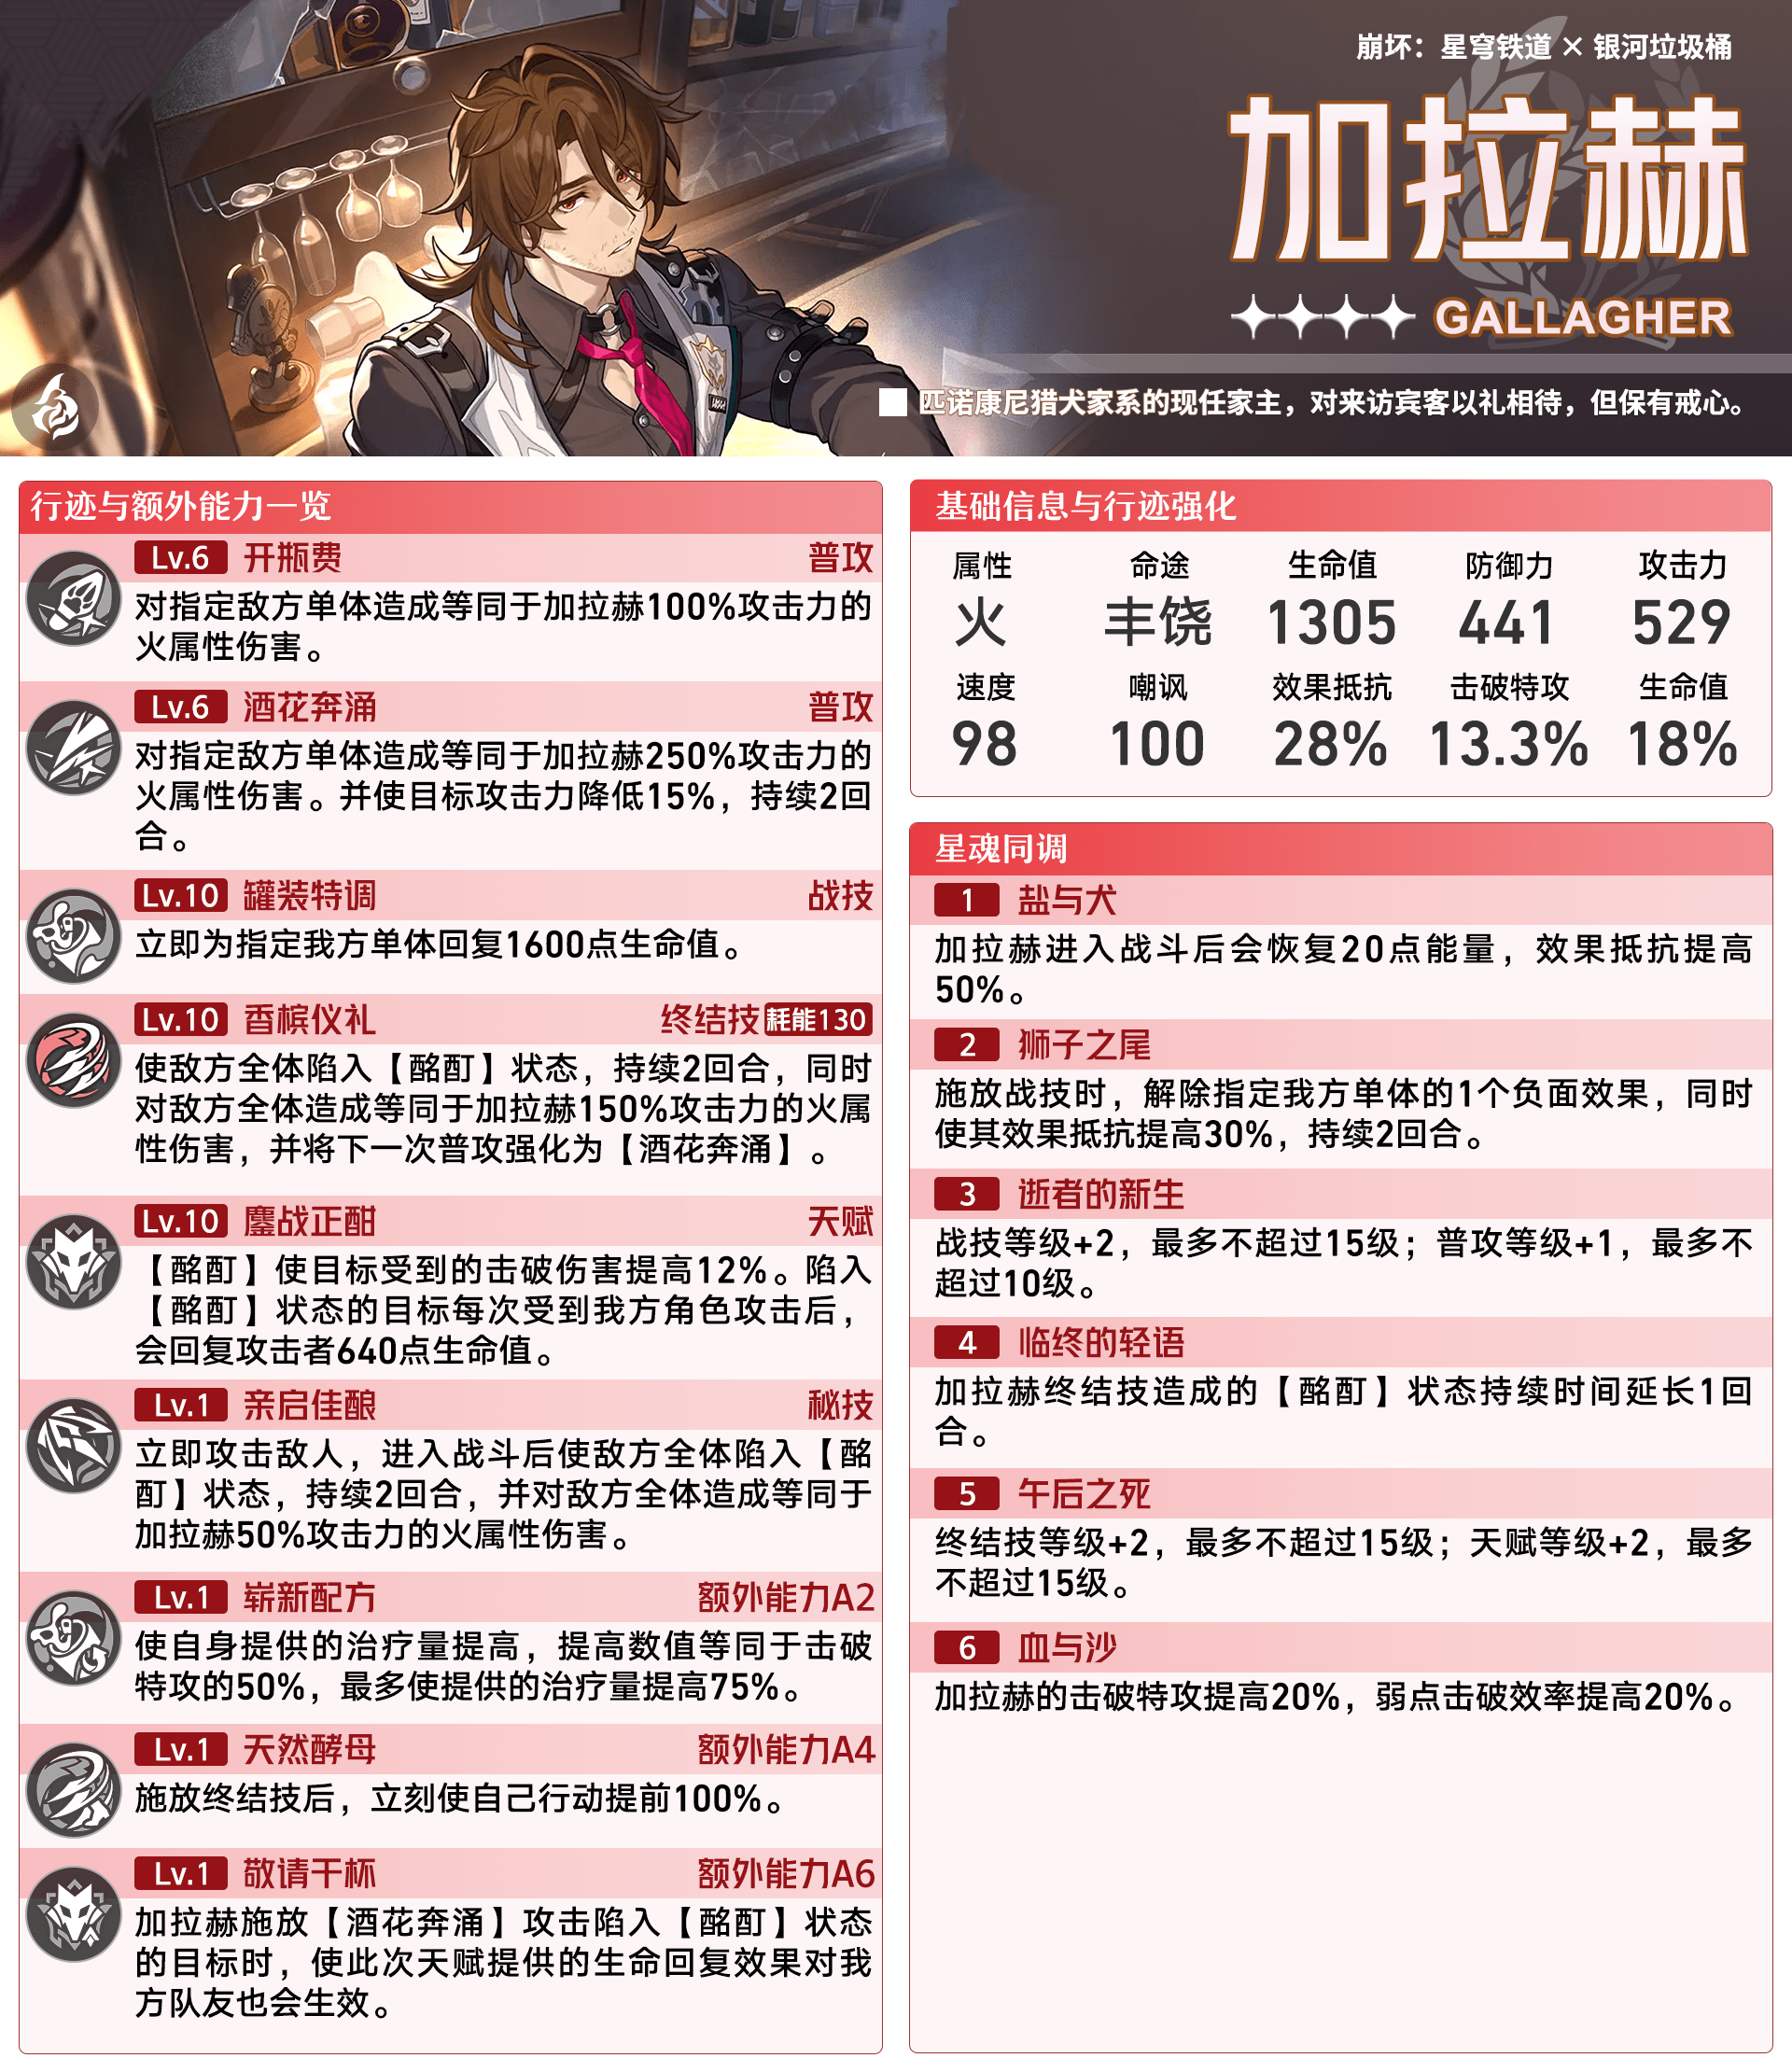 崩坏：星穹铁道 × 银河垃圾桶
加拉赫
GALLAGHER
匹诺康尼猎犬家系的现任家主，对来访宾客以礼相待，但保有戒心。
行迹与额外能力一览
Lv.6 开瓶费 普攻
对指定敌方单体造成等同于加拉赫100%攻击力的
火属性伤害。
Lv.6 酒花奔涌 普攻
对指定敌方单体造成等同于加拉赫250%攻击力的
火属性伤害。并使目标攻击力降低15%，持续2回
合。
Lv.10 罐装特调 战技
立即为指定我方单体回复1600点生命值。
Lv.10 香槟仪礼 终结技 耗能130
使敌方全体陷入【酩酊】状态，持续2回合，同时
对敌方全体造成等同于加拉赫150%攻击力的火属
性伤害，并将下一次普攻强化为【酒花奔涌】。
Lv.10 鏖战正酣 天赋
【酩酊】使目标受到的击破伤害提高12%。陷入
【酩酊】状态的目标每次受到我方角色攻击后，
会回复攻击者640点生命值。
Lv.1 亲启佳酿 秘技
立即攻击敌人，进入战斗后使敌方全体陷入【酩
酊】状态，持续2回合，并对敌方全体造成等同于
加拉赫50%攻击力的火属性伤害。
Lv.1 崭新配方 额外能力A2
使自身提供的治疗量提高，提高数值等同于击破
特攻的50%，最多使提供的治疗量提高75%。
Lv.1 天然酵母 额外能力A4
施放终结技后，立刻使自己行动提前100%。
Lv.1 敬请干杯 额外能力A6
加拉赫施放【酒花奔涌】攻击陷入【酩酊】状态
的目标时，使此次天赋提供的生命回复效果对我
方队友也会生效。
基础信息与行迹强化
属性 命途 生命值 防御力 攻击力
火 丰饶 1305 441 529
速度 嘲讽 效果抵抗 击破特攻 生命值
98 100 28% 13.3% 18%
星魂同调
1 盐与犬
加拉赫进入战斗后会恢复20点能量，效果抵抗提高
50%。
2 狮子之尾
施放战技时，解除指定我方单体的1个负面效果，同时
使其效果抵抗提高30%，持续2回合。
3 逝者的新生
战技等级+2，最多不超过15级；普攻等级+1，最多不
超过10级。
4 临终的轻语
加拉赫终结技造成的【酩酊】状态持续时间延长1回
合。
5 午后之死
终结技等级+2，最多不超过15级；天赋等级+2，最多
不超过15级。
6 血与沙
加拉赫的击破特攻提高20%，弱点击破效率提高20%。